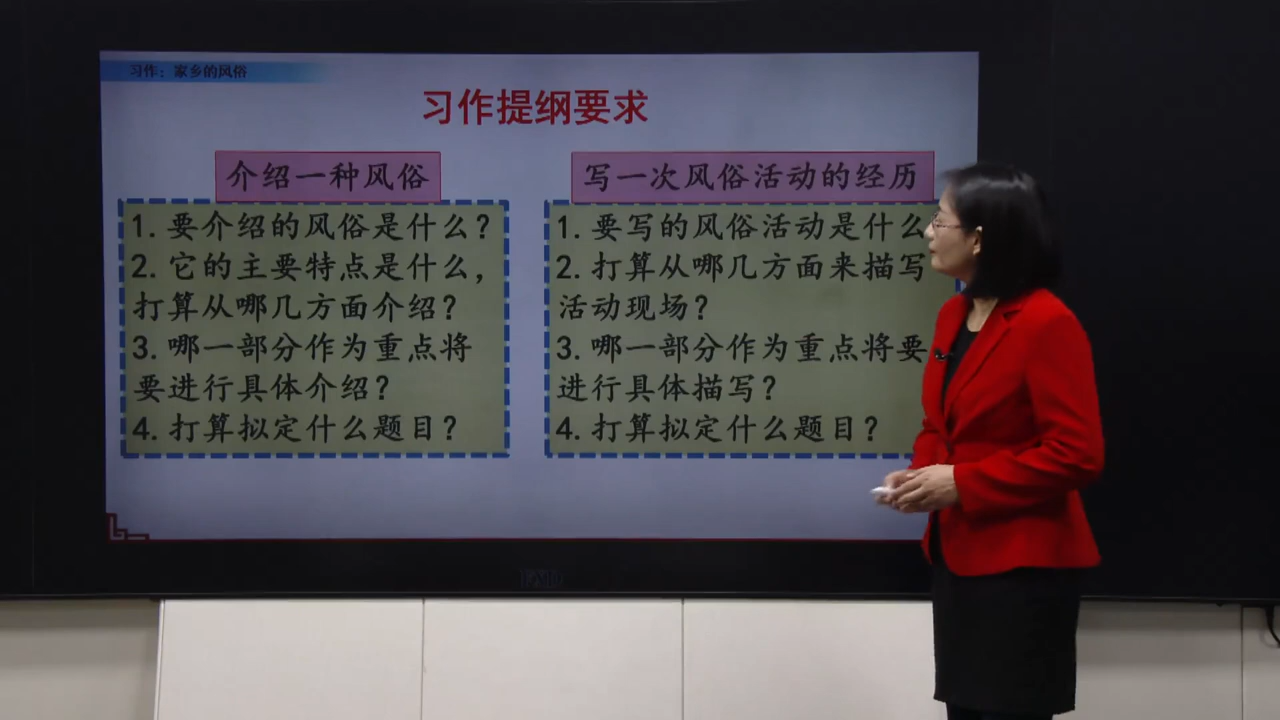 习作：家乡的风俗
习作提纲要求
介绍一种风俗
1.要介绍的风俗是什么？
2.它的主要特点是什么，
打算从哪几方面介绍？
3.哪一部分作为重点将
要进行具体介绍？
4.打算拟定什么题目？
写一次风俗活动的经历
1.要写的风俗活动是什么
2.打算从哪几方面来描写
活动现场？
3.哪一部分作为重点将要
进行具体描写？
4.打算拟定什么题目？